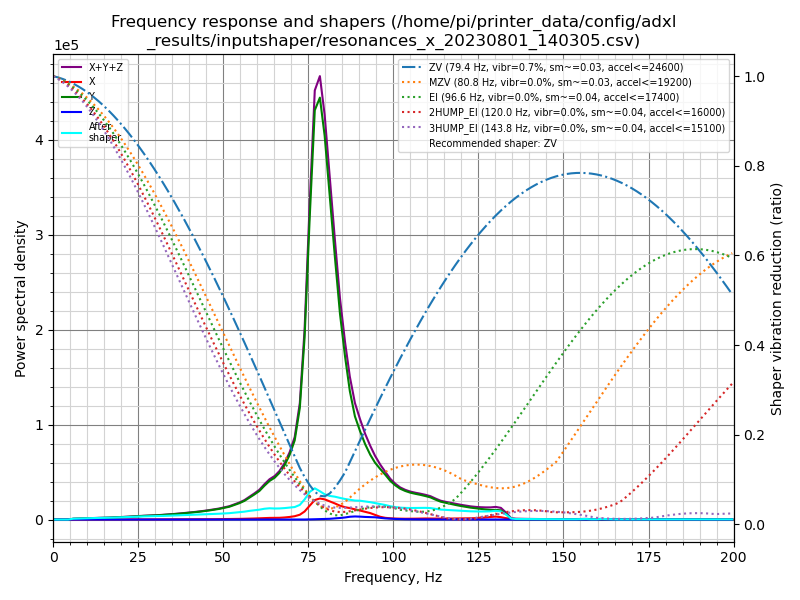 Frequency response and shapers (/home/pi/printer_data/config/adxl
_results/inputshaper/resonances_x_20230801_140305.csv)
1e5
X+Y+Z
X
Y
Z
After
shaper
ZV (79.4 Hz, vibr=0.7%, sm~=0.03, accel<=24600)
MZV (80.8 Hz, vibr=0.0%, sm~=0.03, accel<=19200)
EI (96.6 Hz, vibr=0.0%, sm~=0.04, accel<=17400)
2HUMP_EI (120.0 Hz, vibr=0.0%, sm~=0.04, accel<=16000)
3HUMP_EI (143.8 Hz, vibr=0.0%, sm~=0.04, accel<=15100)
Recommended shaper: ZV
Power spectral density
4
3
2
1
0
1.0
0.8
0.6
0.4
0.2
0.0
Shaper vibration reduction (ratio)
0 25 50 75 100 125 150 175 200
Frequency, Hz